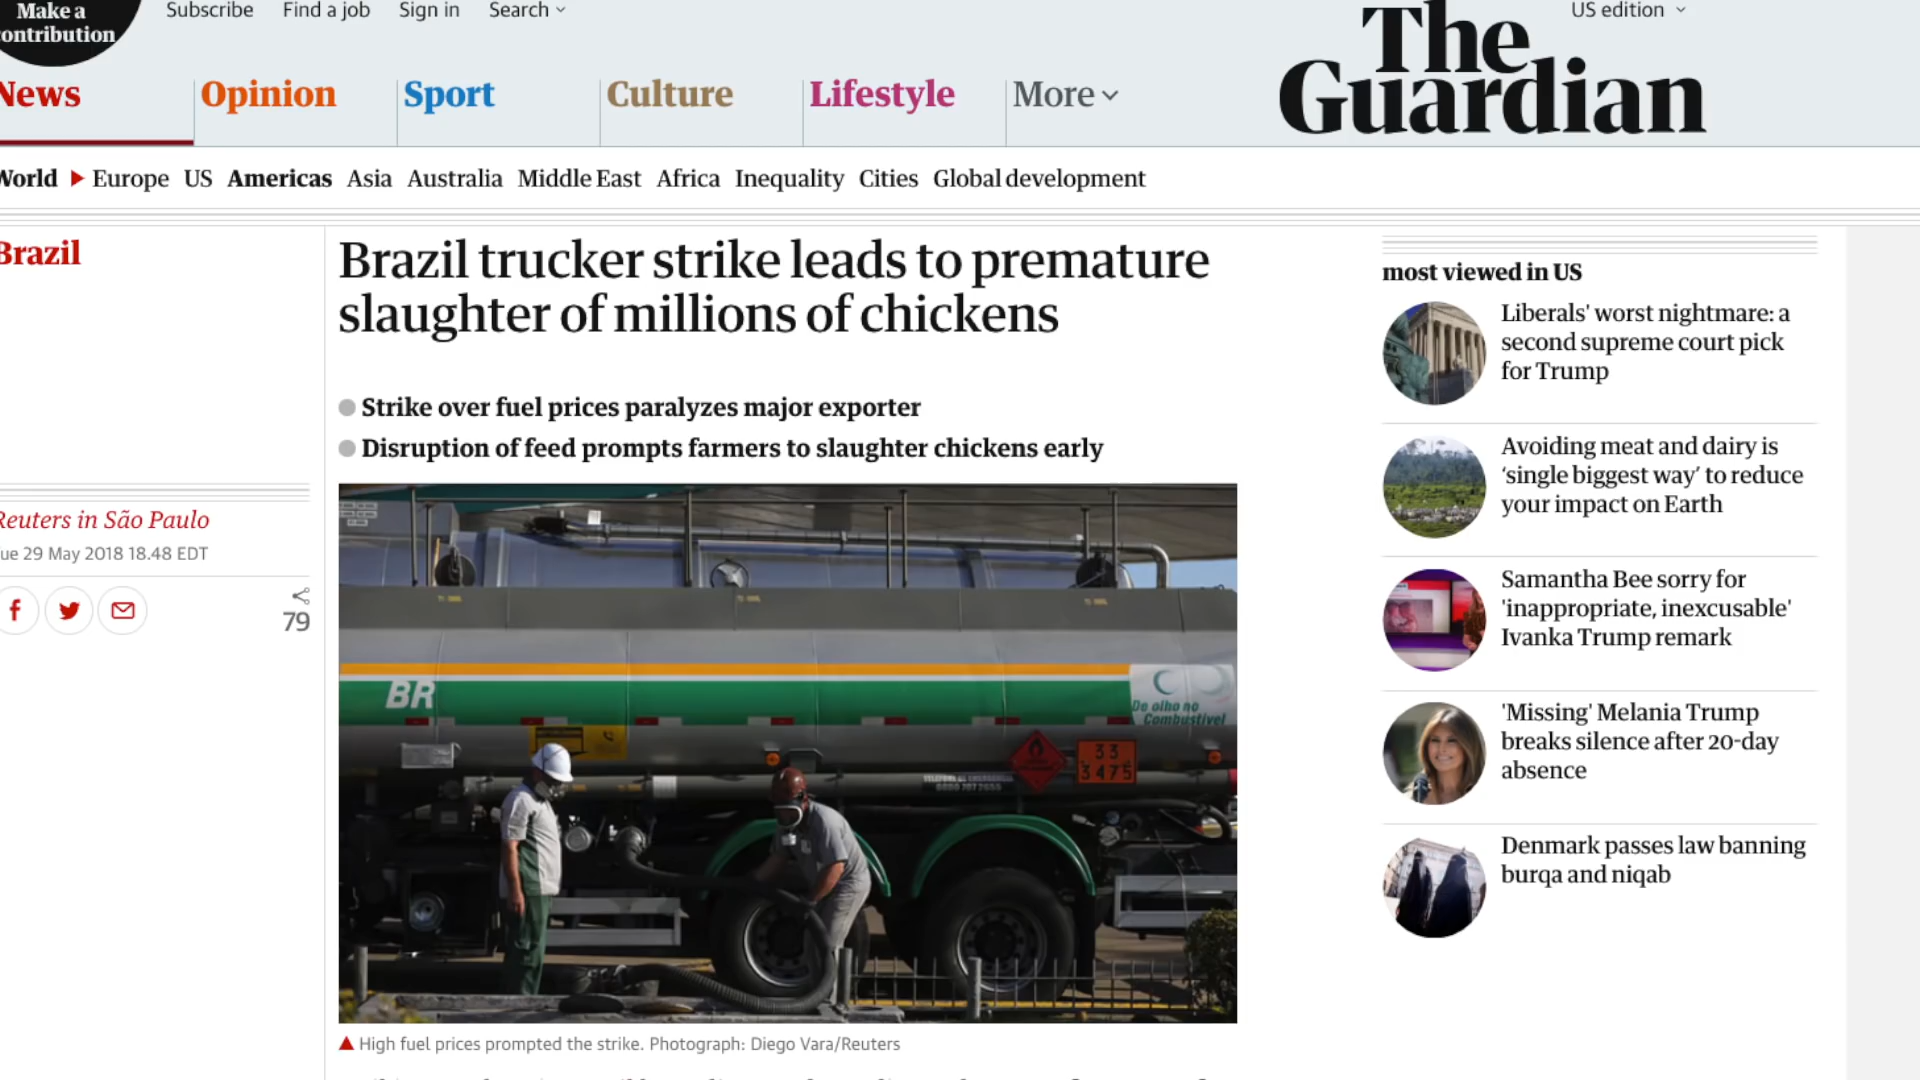 Make a
contribution
Subscribe Find a job Sign in Search
US edition
The
Guardian
News Opinion Sport Culture Lifestyle More
World Europe US Americas Asia Australia Middle East Africa Inequality Cities Global development
Brazil
Brazil trucker strike leads to premature
slaughter of millions of chickens
Strike over fuel prices paralyzes major exporter
Disruption of feed prompts farmers to slaughter chickens early
Reuters in São Paulo
Tue 29 May 2018 18.48 EDT
79
BR
De olho no
Combustível
33
3475
TELEFONE DE EMERGENCIA
High fuel prices prompted the strike. Photograph: Diego Vara/Reuters
most viewed in US
Liberals' worst nightmare: a
second supreme court pick
for Trump
Avoiding meat and dairy is
‘single biggest way’ to reduce
your impact on Earth
Samantha Bee sorry for
'inappropriate, inexcusable'
Ivanka Trump remark
'Missing' Melania Trump
breaks silence after 20-day
absence
Denmark passes law banning
burqa and niqab